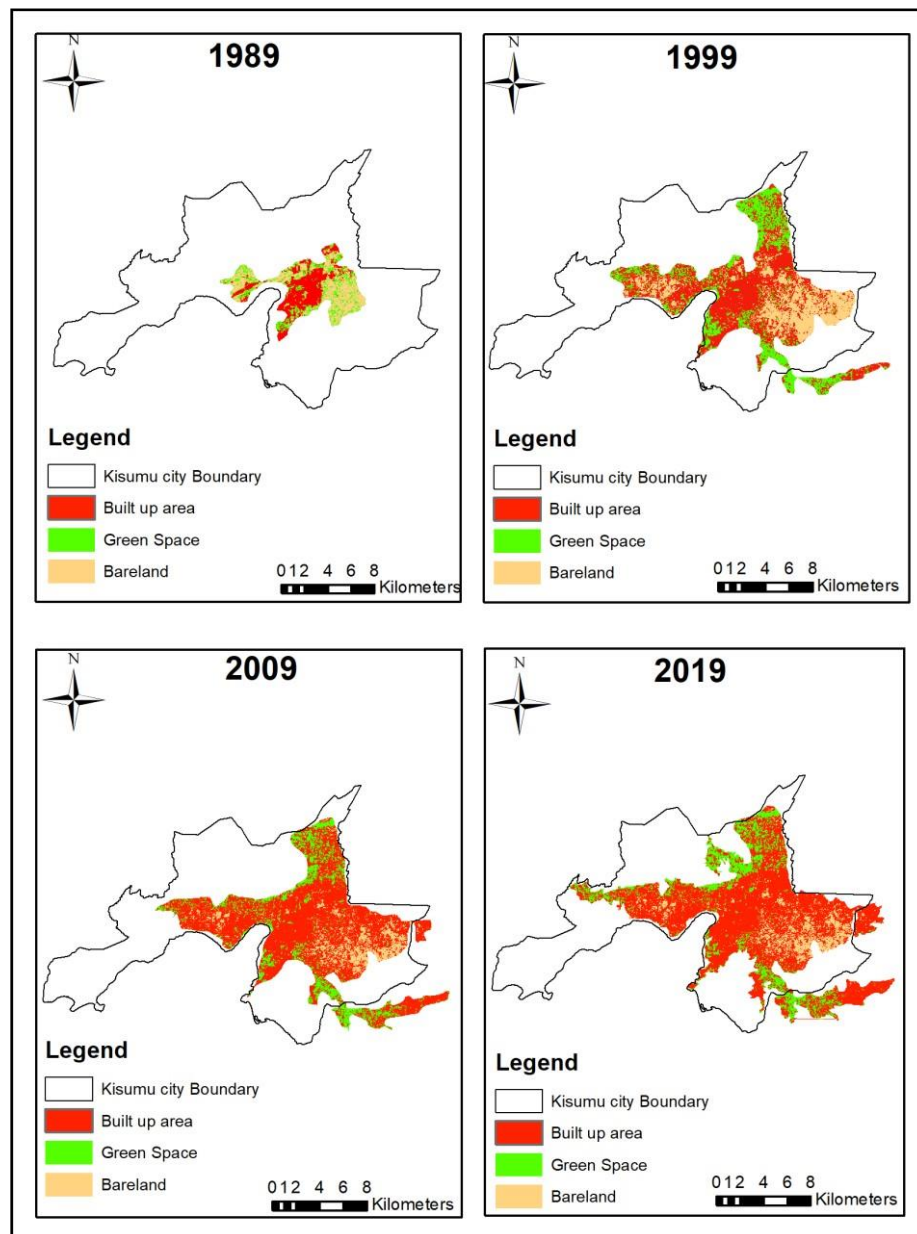 1989
N
Legend
Kisumu city Boundary
Built up area
Green Space
Bareland
0 1 2 4 6 8
Kilometers
1999
N
Legend
Kisumu city Boundary
Built up area
Green Space
Bareland
0 1 2 4 6 8
Kilometers
2009
N
Legend
Kisumu city Boundary
Built up area
Green Space
Bareland
0 1 2 4 6 8
Kilometers
2019
N
Legend
Kisumu city Boundary
Built up area
Green Space
Bareland
0 1 2 4 6 8
Kilometers